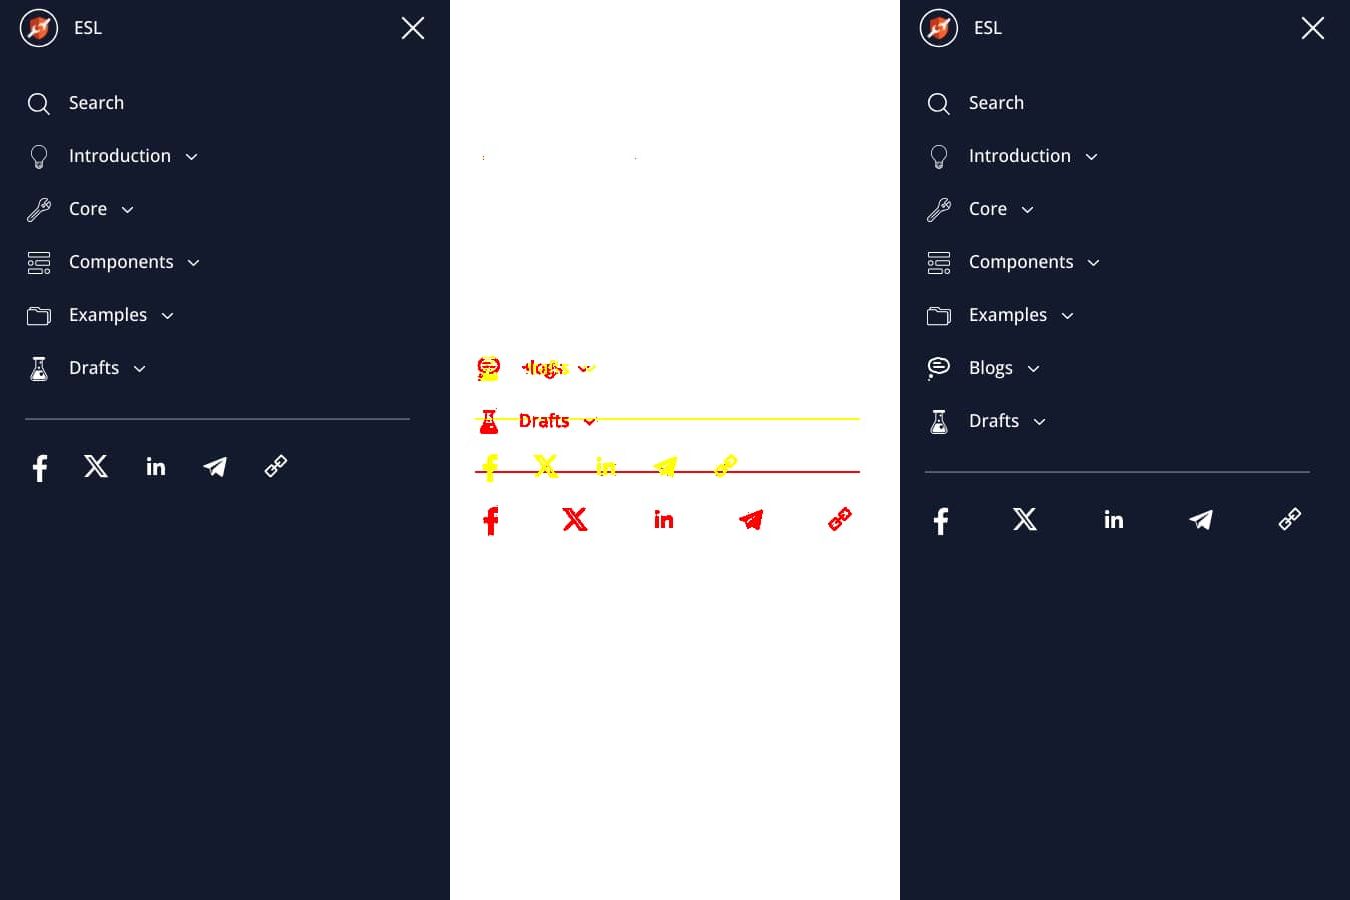 ESL
Search
Introduction
Core
Components
Examples
Drafts
in
Drafts
in
in
ESL
Search
Introduction
Core
Components
Examples
Blogs
Drafts
in